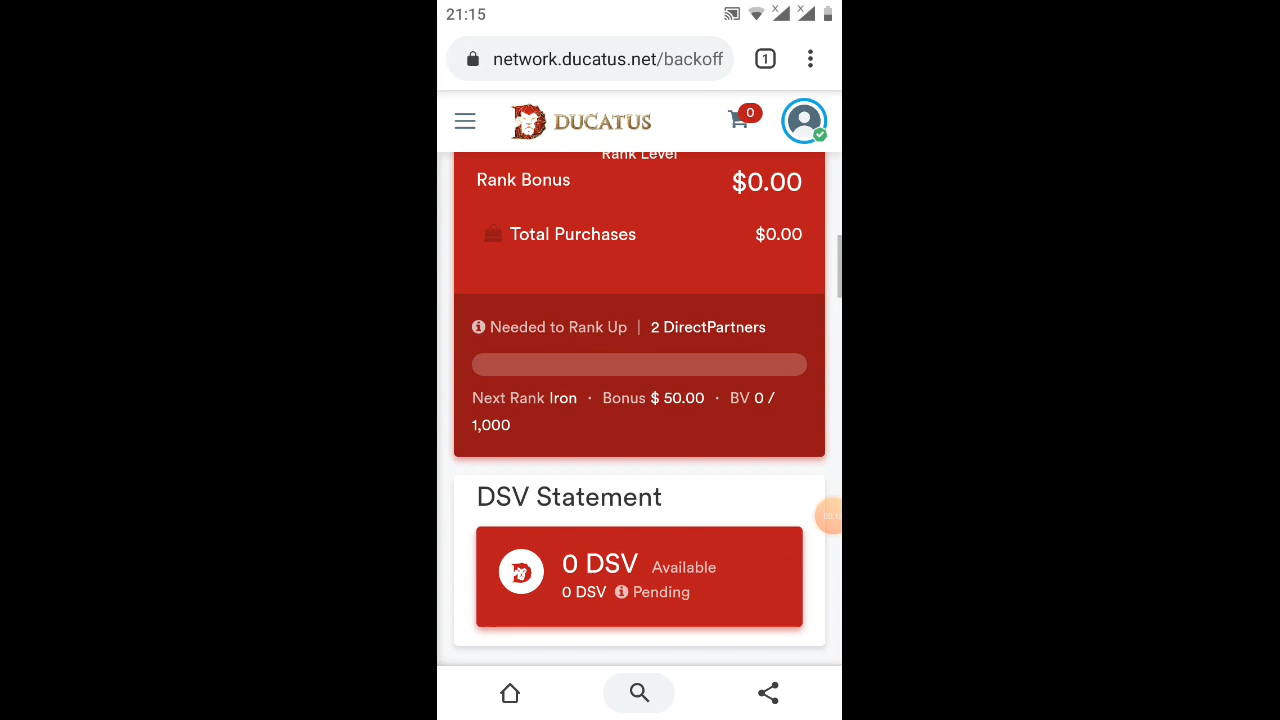 21:15
network.ducatus.net/backoff
1
DUCATUS
0
Rank Level
Rank Bonus $0.00
Total Purchases $0.00
Needed to Rank Up | 2 DirectPartners
Next Rank Iron · Bonus $ 50.00 · BV 0 /
1,000
DSV Statement
0 DSV Available
0 DSV Pending